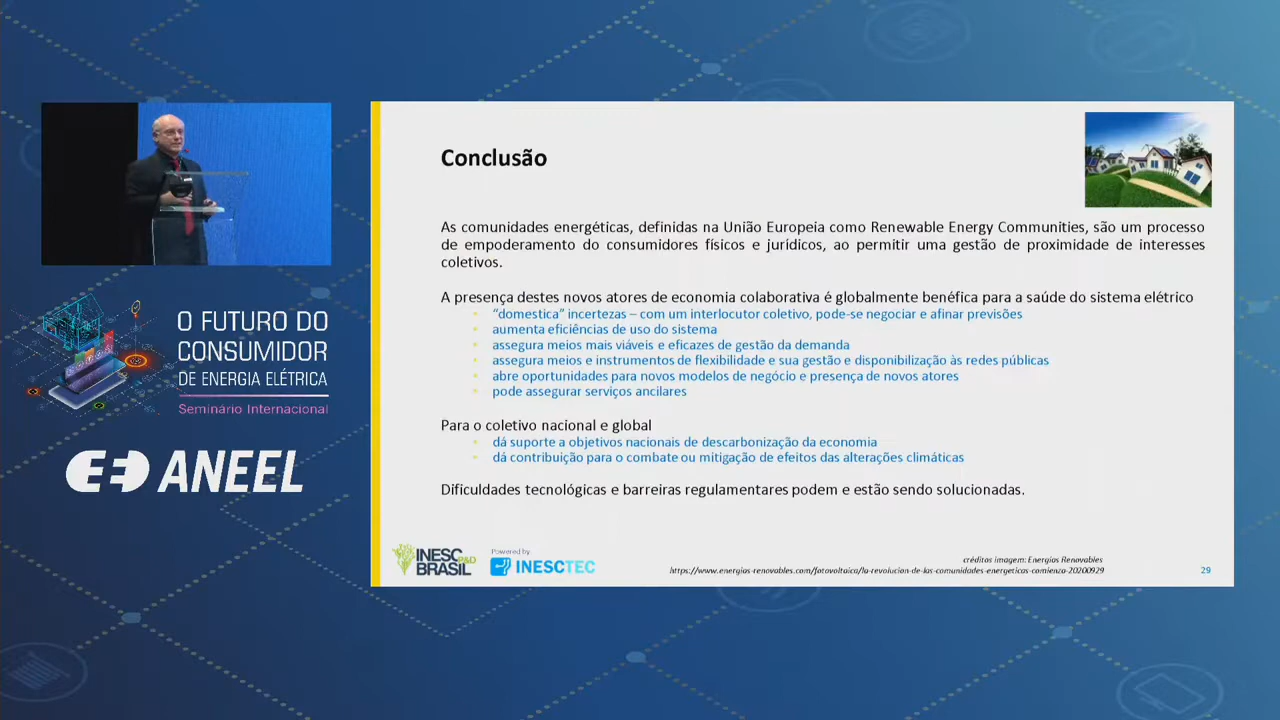 O FUTURO DO
CONSUMIDOR
DE ENERGIA ELÉTRICA
Seminário Internacional
ANEEL
Conclusão
As comunidades energéticas, definidas na União Europeia como Renewable Energy Communities, são um processo
de empoderamento do consumidores físicos e jurídicos, ao permitir uma gestão de proximidade de interesses
coletivos.
A presença destes novos atores de economia colaborativa é globalmente benéfica para a saúde do sistema elétrico
“domestica” incertezas – com um interlocutor coletivo, pode-se negociar e afinar previsões
aumenta eficiências de uso do sistema
assegura meios mais viáveis e eficazes de gestão da demanda
assegura meios e instrumentos de flexibilidade e sua gestão e disponibilização às redes públicas
abre oportunidades para novos modelos de negócio e presença de novos atores
pode assegurar serviços ancilares
Para o coletivo nacional e global
dá suporte a objetivos nacionais de descarbonização da economia
dá contribuição para o combate ou mitigação de efeitos das alterações climáticas
Dificuldades tecnológicas e barreiras regulamentares podem e estão sendo solucionadas.
INESC P&D
BRASIL
Powered by
INESCTEC
créditos imagem: Energias Renovables
https://www.energias-renovables.com/fotovoltaica/la-revolucion-de-las-comunidades-energeticas-comienza-20200929
29